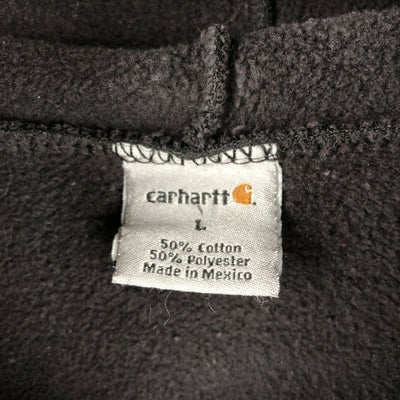 carhartt
L
50% Cotton
50% Polyester
Made in Mexico